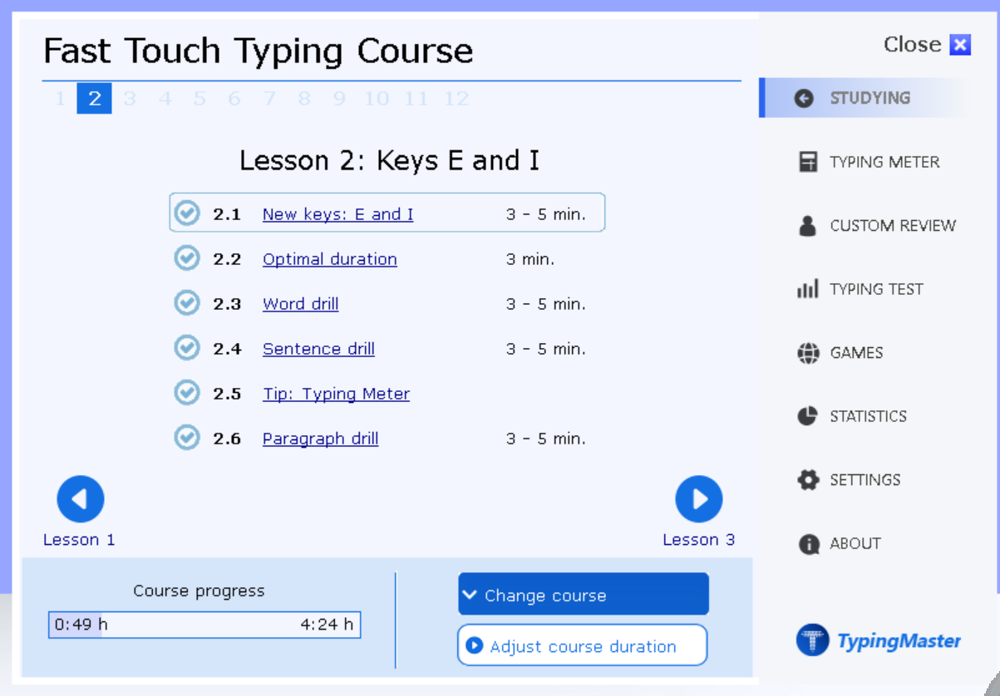 Fast Touch Typing Course
1 2 3 4 5 6 7 8 9 10 11 12
Lesson 2: Keys E and I
2.1 New keys: E and I 3 - 5 min.
2.2 Optimal duration 3 min.
2.3 Word drill 3 - 5 min.
2.4 Sentence drill 3 - 5 min.
2.5 Tip: Typing Meter
2.6 Paragraph drill 3 - 5 min.
Lesson 1
Lesson 3
Course progress
0:49 h 4:24 h
Change course
Adjust course duration
Close
STUDYING
TYPING METER
CUSTOM REVIEW
TYPING TEST
GAMES
STATISTICS
SETTINGS
ABOUT
TypingMaster